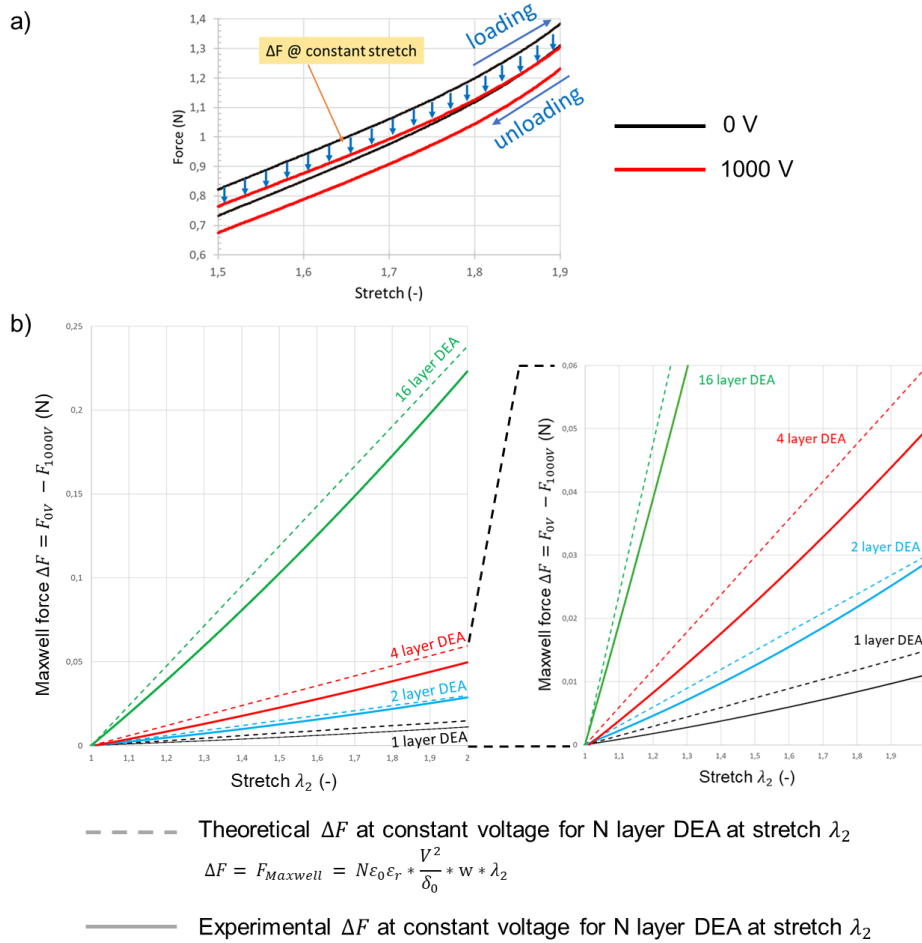 a)
1,4
1,3
1,2
1,1
1
0,9
0,8
0,7
0,6
Force (N)
ΔF @ constant stretch
loading
unloading
1,5 1,6 1,7 1,8 1,9
Stretch (-)
0 V
1000 V
b)
0,25
0,2
0,15
0,1
0,05
0
Maxwell force ΔF = F0V − F1000V (N)
16 layer DEA
4 layer DEA
2 layer DEA
1 layer DEA
1 1,1 1,2 1,3 1,4 1,5 1,6 1,7 1,8 1,9 2
Stretch λ2 (-)
0,06
0,05
0,04
0,03
0,02
0,01
0
Maxwell force ΔF = F0V − F1000V (N)
16 layer DEA
4 layer DEA
2 layer DEA
1 layer DEA
1 1,1 1,2 1,3 1,4 1,5 1,6 1,7 1,8 1,9
Stretch λ2 (-)
Theoretical ΔF at constant voltage for N layer DEA at stretch λ2
ΔF = FMaxwell = Nε0εr * V²/δ0 * w * λ2
Experimental ΔF at constant voltage for N layer DEA at stretch λ2